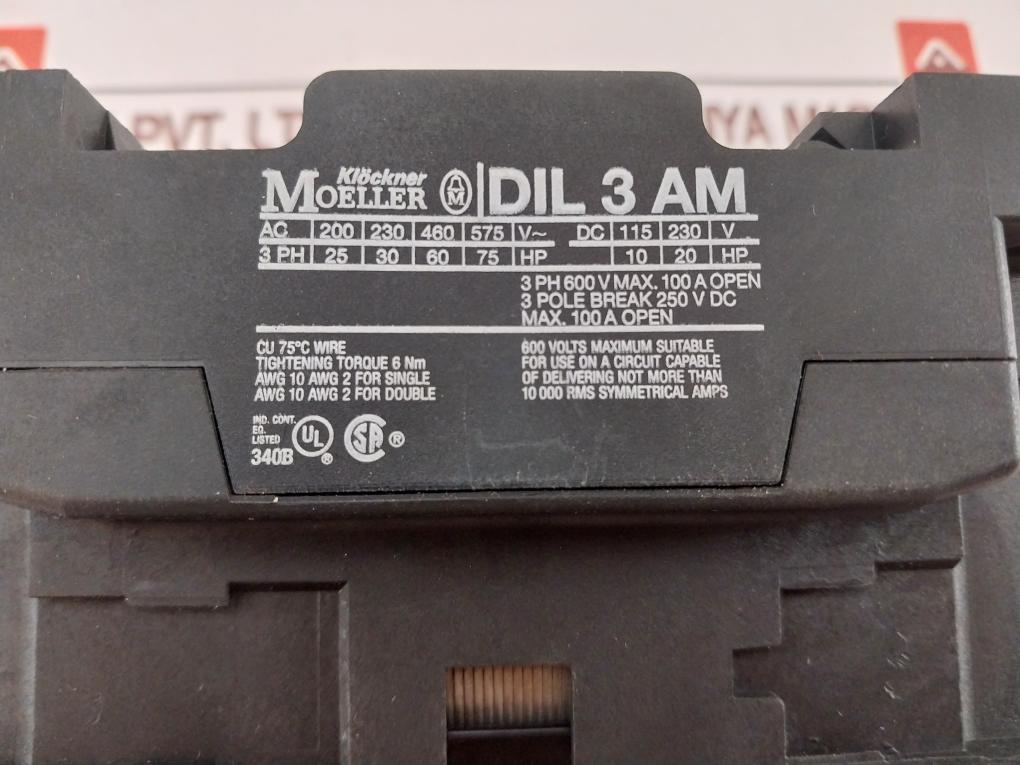 PVT. LT
Klöckner
MOELLER
DIL 3 AM
AC 200 230 460 575 V~ DC 115 230 V
3 PH 25 30 60 75 HP 10 20 HP
3 PH 600 V MAX. 100 A OPEN
3 POLE BREAK 250 V DC
MAX. 100 A OPEN
CU 75°C WIRE
TIGHTENING TORQUE 6 Nm
AWG 10 AWG 2 FOR SINGLE
AWG 10 AWG 2 FOR DOUBLE
600 VOLTS MAXIMUM SUITABLE
FOR USE ON A CIRCUIT CAPABLE
OF DELIVERING NOT MORE THAN
10 000 RMS SYMMETRICAL AMPS
IND. CONT.
EQ.
LISTED
340B
UL ®
SA ®